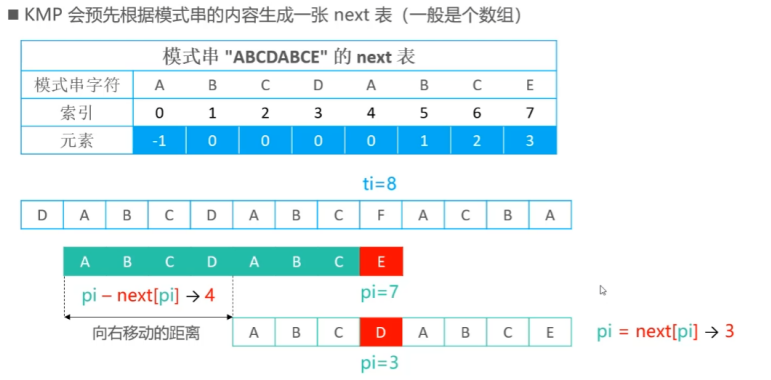 ■ KMP 会预先根据模式串的内容生成一张 next 表（一般是个数组）
模式串 "ABCDABCE" 的 next 表
模式串字符 A B C D A B C E
索引 0 1 2 3 4 5 6 7
元素 -1 0 0 0 0 1 2 3
ti=8
D A B C D A B C F A C B A
A B C D A B C E
pi – next[pi] → 4
pi=7
向右移动的距离
A B C D A B C E
pi = next[pi] → 3
pi=3